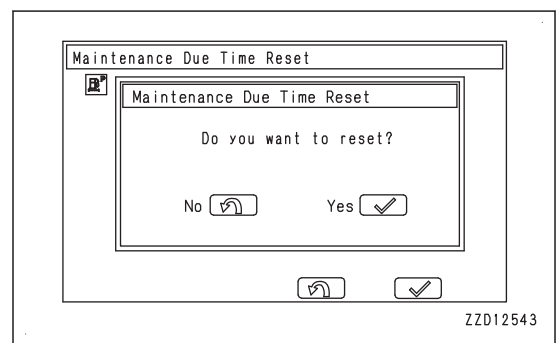 Maintenance Due Time Reset
Maintenance Due Time Reset
Do you want to reset?
No Yes
ZZD12543